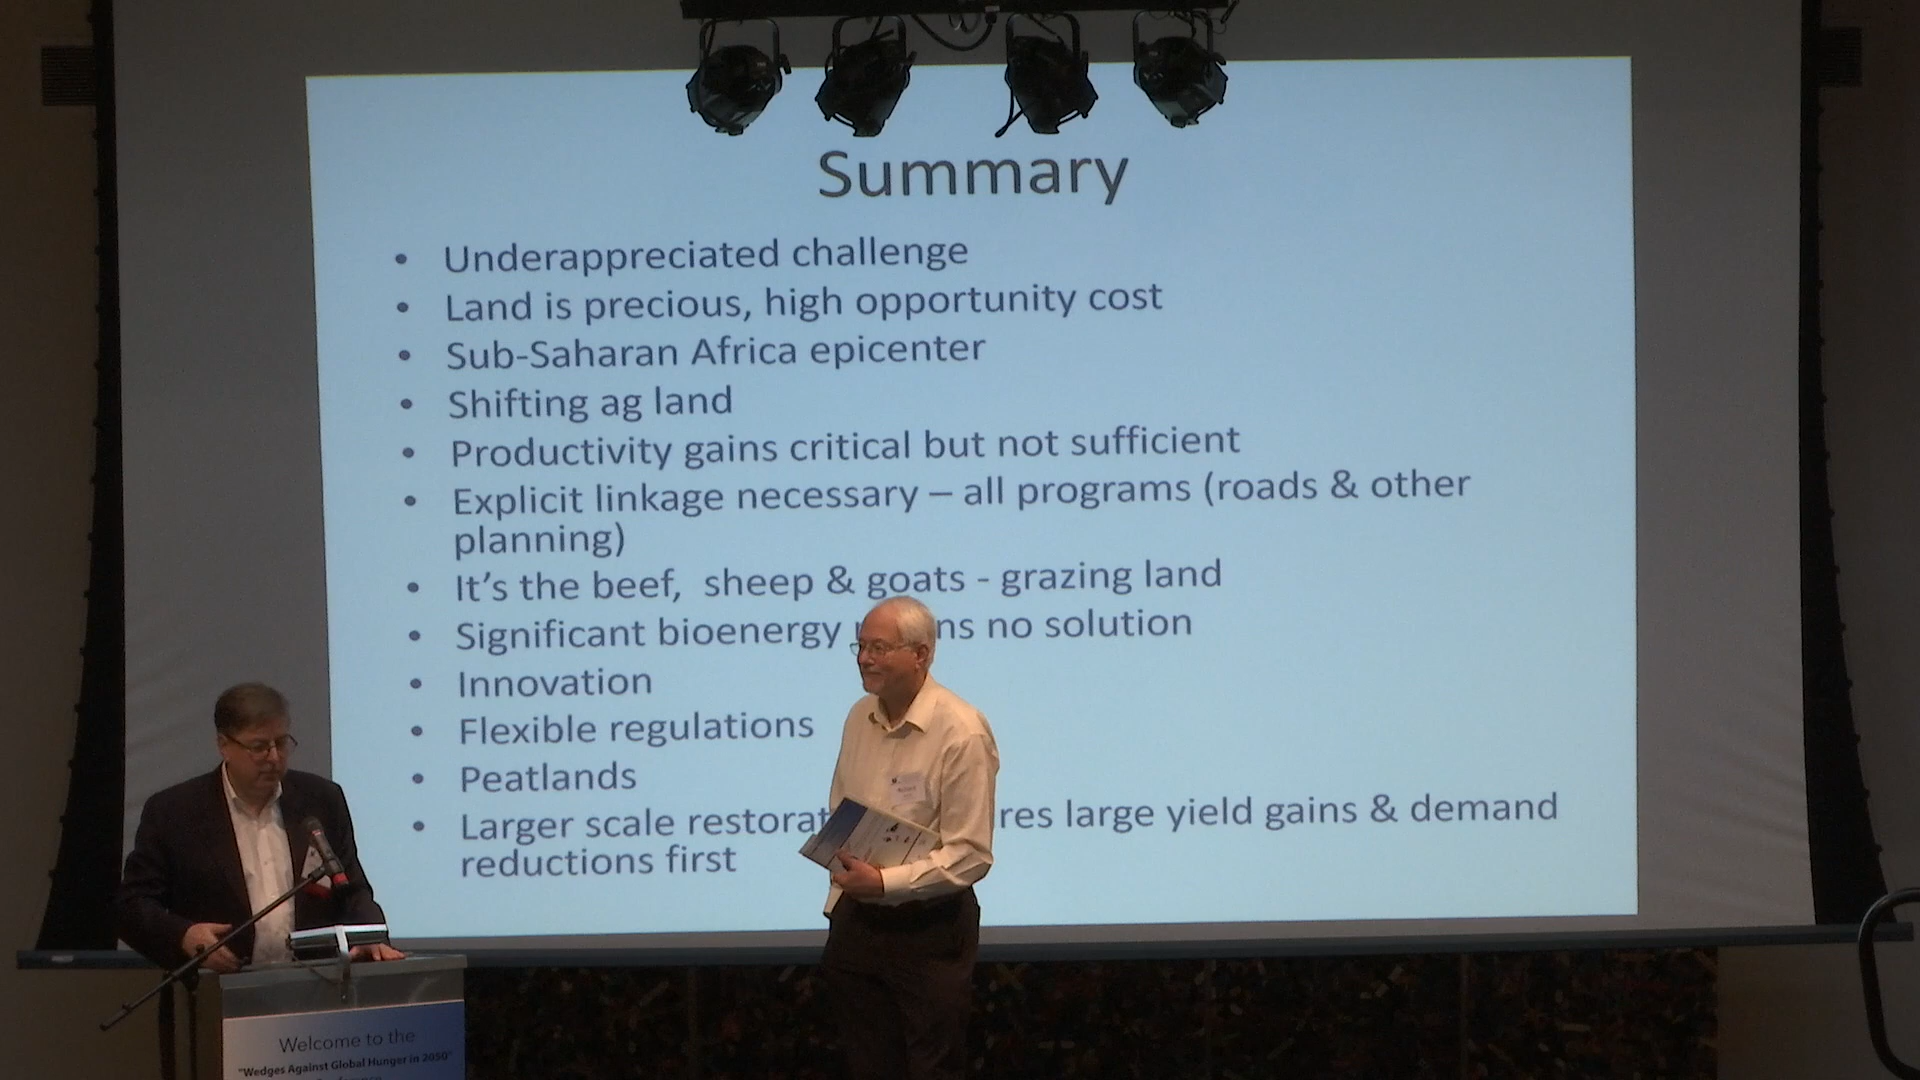 Summary
• Underappreciated challenge
• Land is precious, high opportunity cost
• Sub-Saharan Africa epicenter
• Shifting ag land
• Productivity gains critical but not sufficient
• Explicit linkage necessary – all programs (roads & other
planning)
• It's the beef, sheep & goats - grazing land
• Significant bioenergy no solution
• Innovation
• Flexible regulations
• Peatlands
• Larger scale large yield gains & demand
reductions first
Welcome to the
"Wedges Against Global Hunger in 2050"